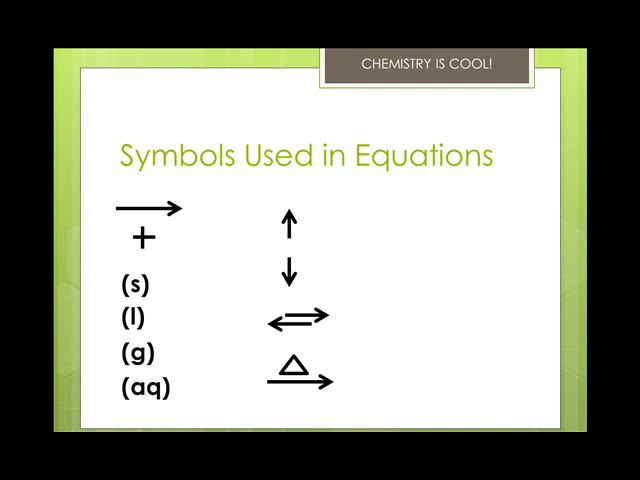 CHEMISTRY IS COOL!
Symbols Used in Equations
→
+
(s)
(l)
(g)
(aq)
↑
↓
⇄
△
→